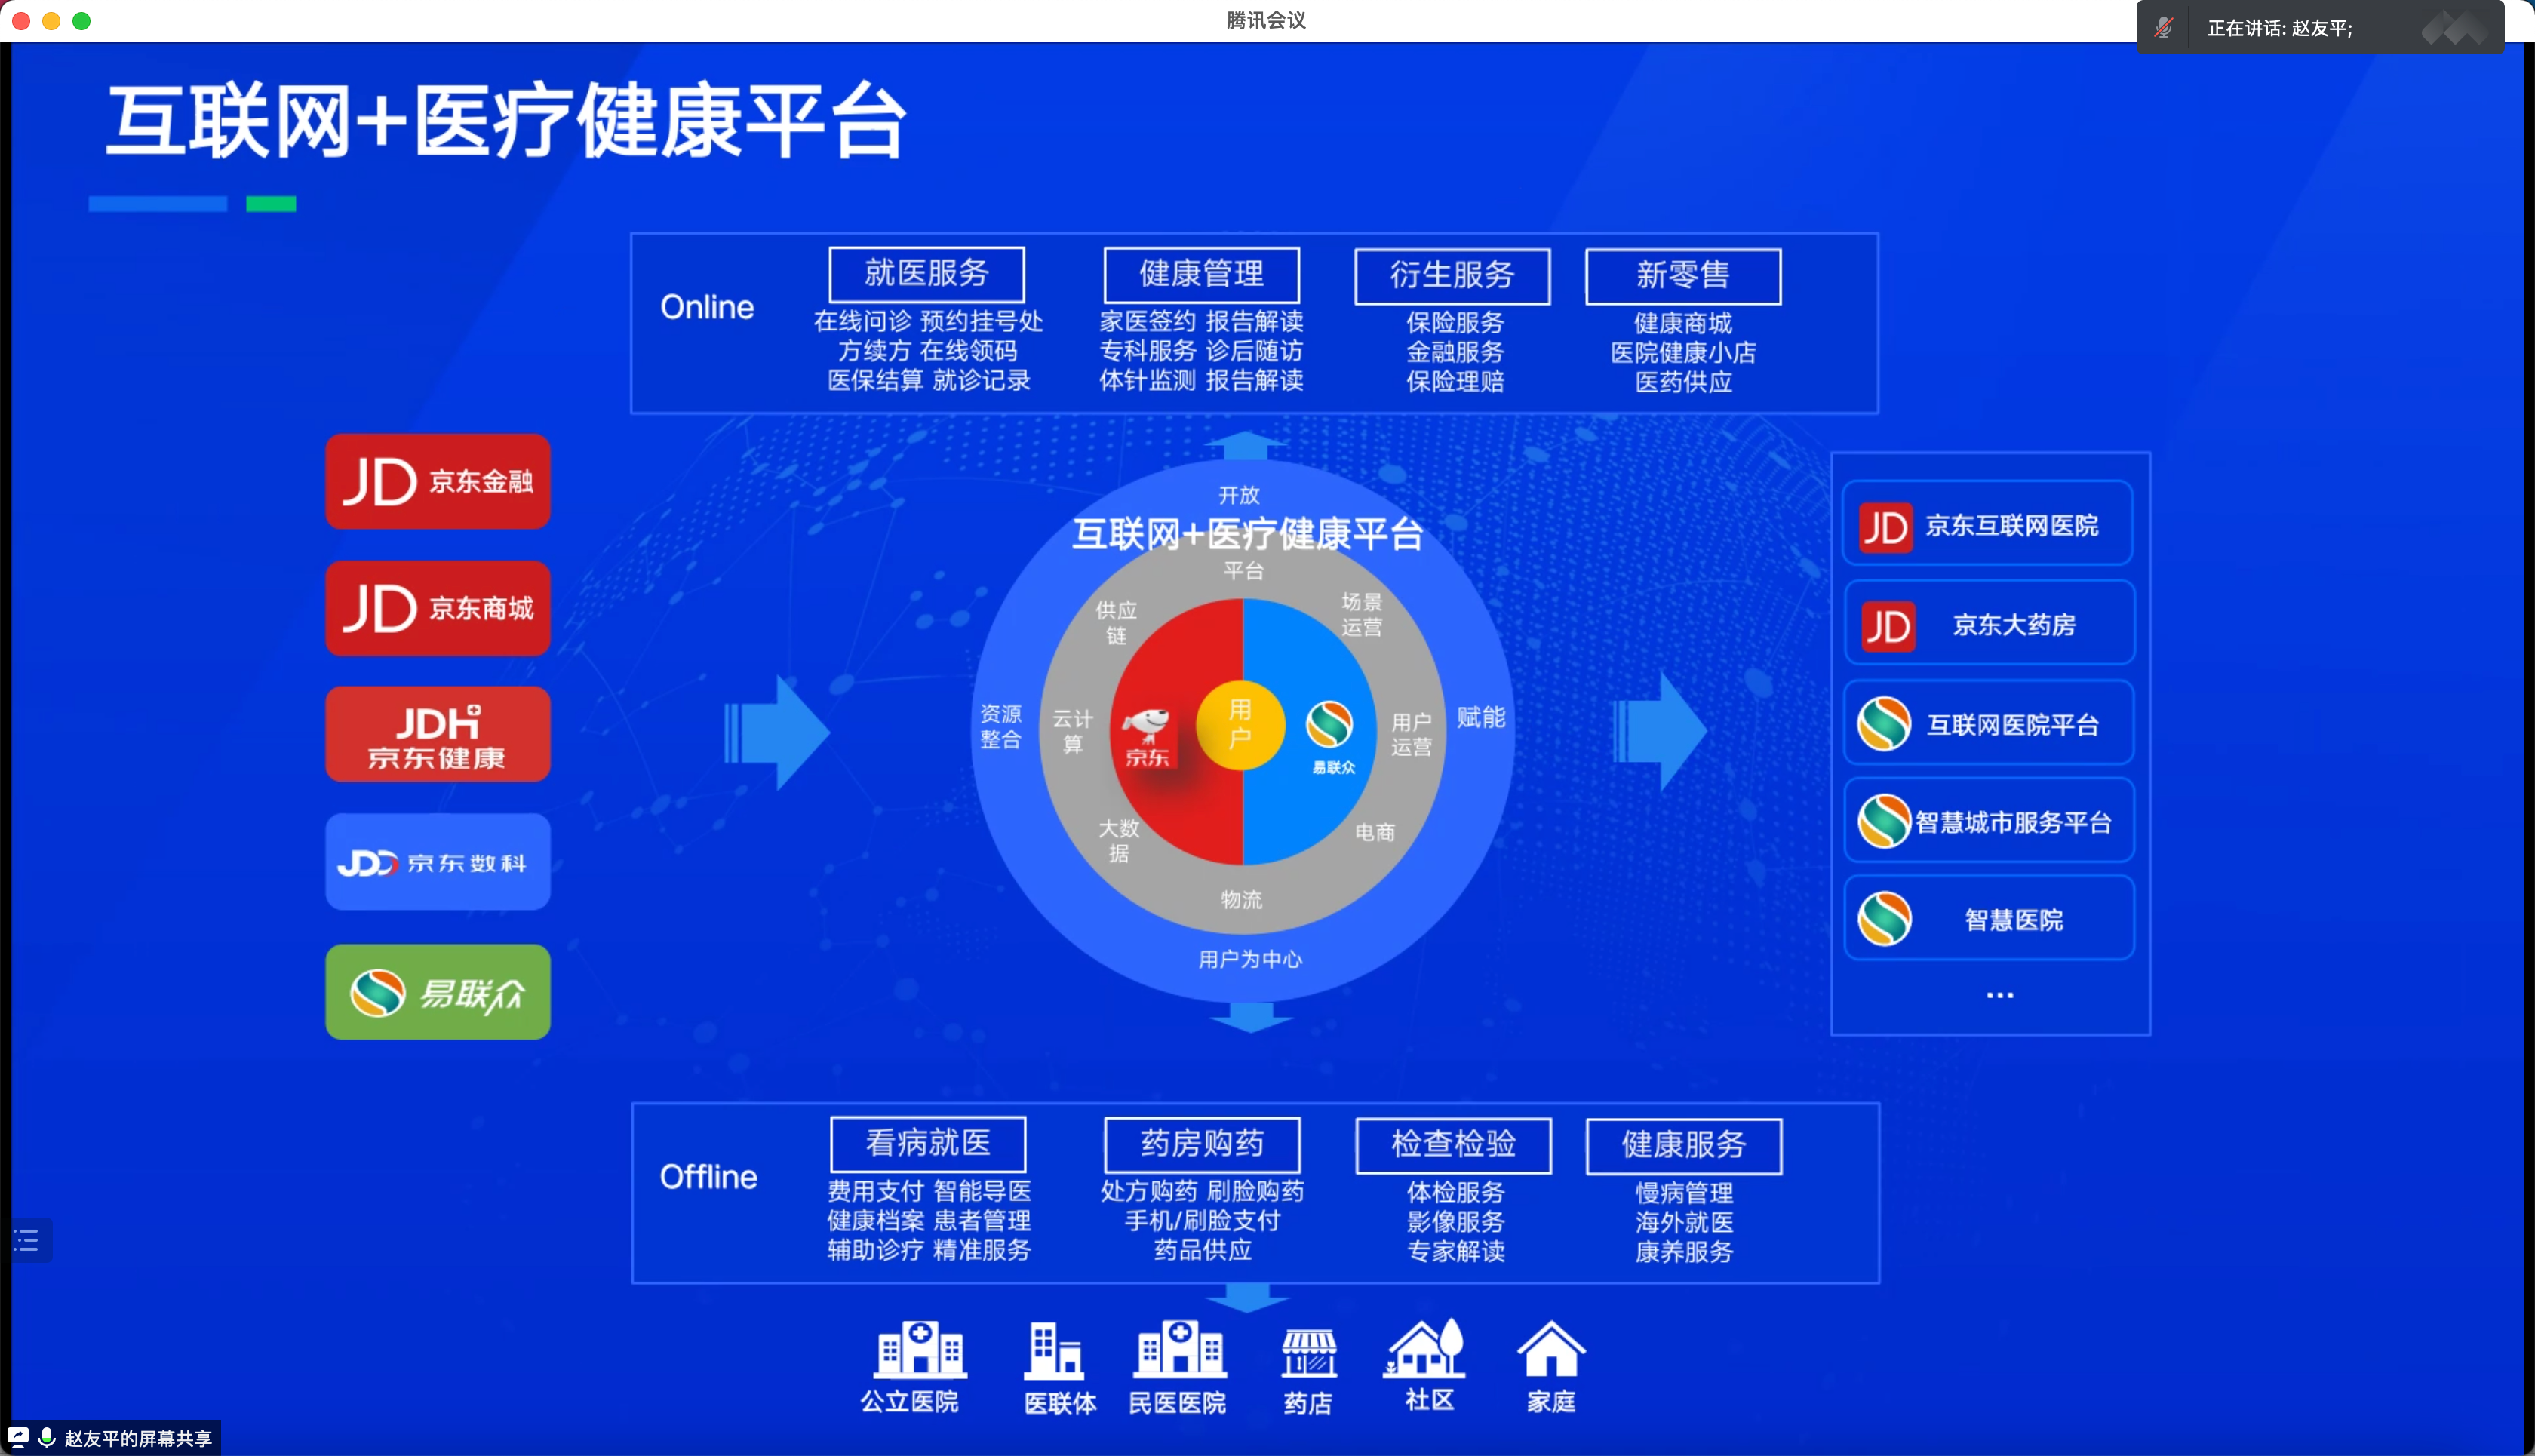 腾讯会议
正在讲话: 赵友平;
互联网+医疗健康平台
Online
就医服务
在线问诊 预约挂号处
方续方 在线领码
医保结算 就诊记录
健康管理
家医签约 报告解读
专科服务 诊后随访
体针监测 报告解读
衍生服务
保险服务
金融服务
保险理赔
新零售
健康商城
医院健康小店
医药供应
JD 京东金融
JD 京东商城
JDH
京东健康
JDD 京东数科
易联众
开放
互联网+医疗健康平台
平台
供应
链
场景
运营
资源
整合
云计
算
京东
用
户
易联众
用户
运营
赋能
大数
据
电商
物流
用户为中心
JD 京东互联网医院
JD 京东大药房
互联网医院平台
智慧城市服务平台
智慧医院
...
Offline
看病就医
费用支付 智能导医
健康档案 患者管理
辅助诊疗 精准服务
药房购药
处方购药 刷脸购药
手机/刷脸支付
药品供应
检查检验
体检服务
影像服务
专家解读
健康服务
慢病管理
海外就医
康养服务
公立医院
医联体
民医医院
药店
社区
家庭
赵友平的屏幕共享